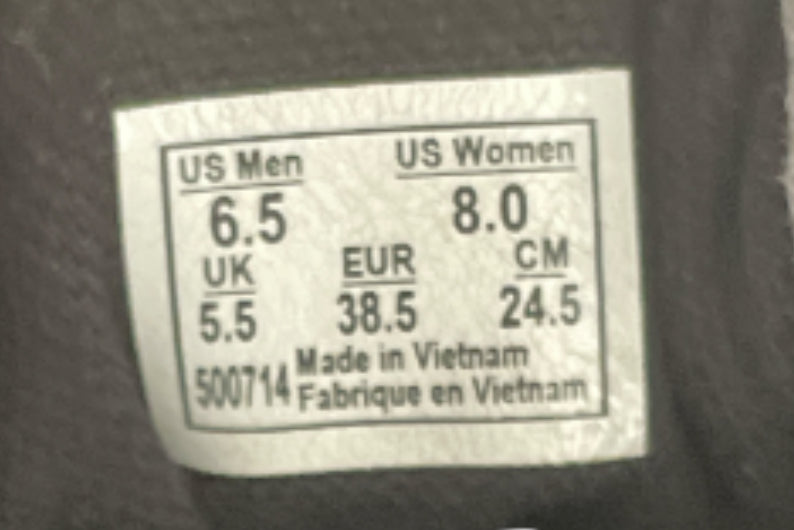 US Men US Women
6.5 8.0
UK EUR CM
5.5 38.5 24.5
500714 Made in Vietnam
Fabrique en Vietnam